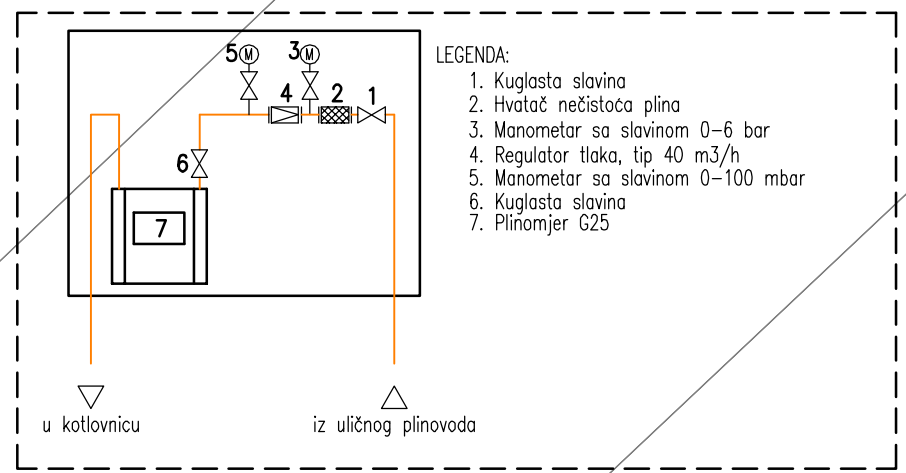 5 M 3 M
4 2 1
6
7
LEGENDA:
1. Kuglasta slavina
2. Hvatač nečistoća plina
3. Manometar sa slavinom 0-6 bar
4. Regulator tlaka, tip 40 m3/h
5. Manometar sa slavinom 0-100 mbar
6. Kuglasta slavina
7. Plinomjer G25
u kotlovnicu
iz uličnog plinovoda